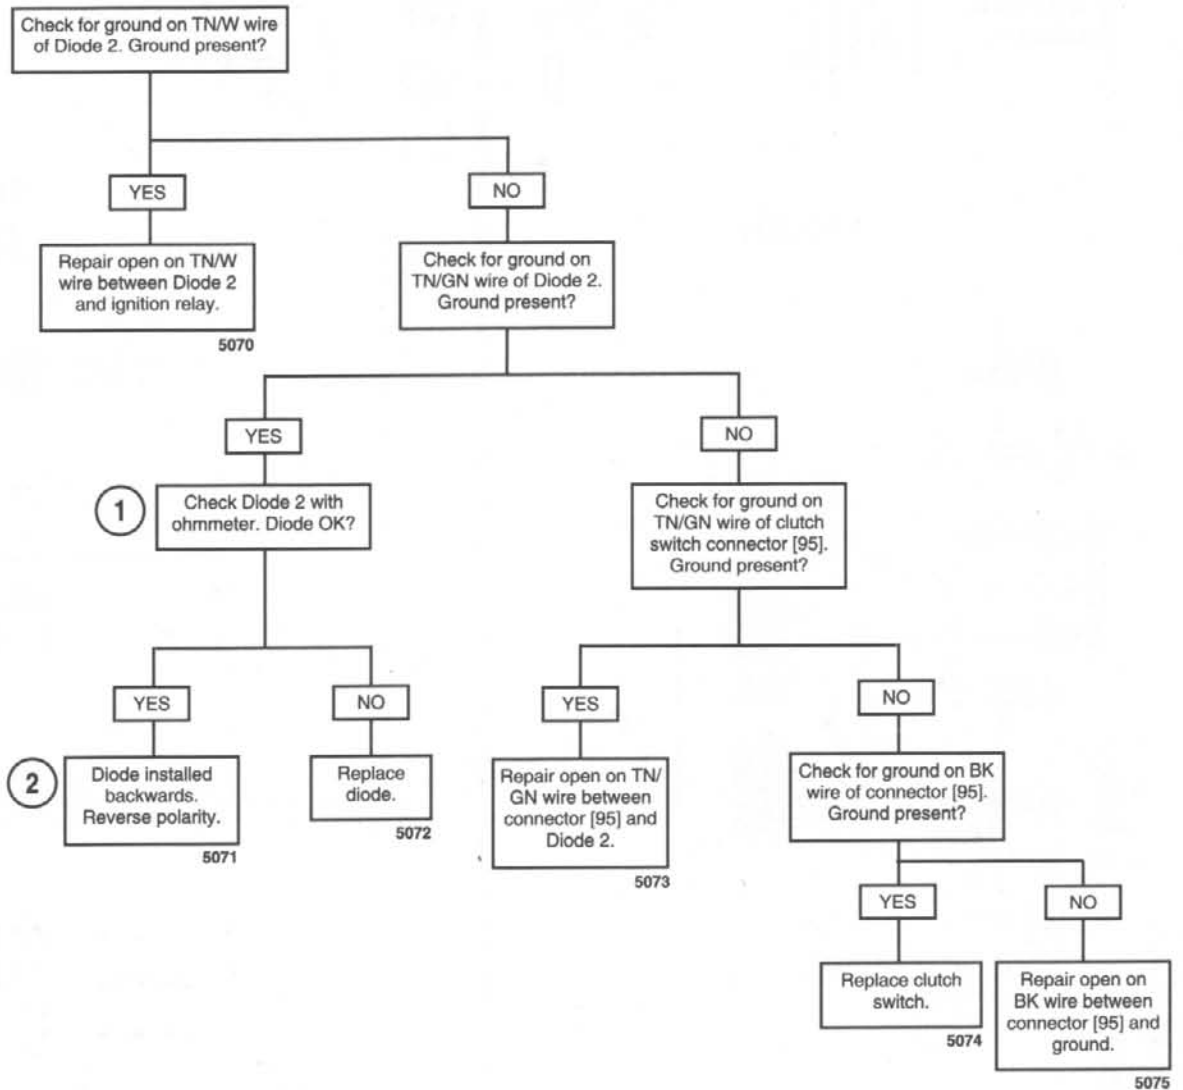 Check for ground on TN/W wire
of Diode 2. Ground present?
YES
NO
Repair open on TN/W
wire between Diode 2
and ignition relay.
5070
Check for ground on
TN/GN wire of Diode 2.
Ground present?
YES
NO
1
Check Diode 2 with
ohmmeter. Diode OK?
Check for ground on
TN/GN wire of clutch
switch connector [95].
Ground present?
YES
NO
YES
NO
2
Diode installed
backwards.
Reverse polarity.
5071
Replace
diode.
5072
Repair open on TN/
GN wire between
connector [95] and
Diode 2.
5073
Check for ground on BK
wire of connector [95].
Ground present?
YES
NO
Replace clutch
switch.
5074
Repair open on
BK wire between
connector [95] and
ground.
5075